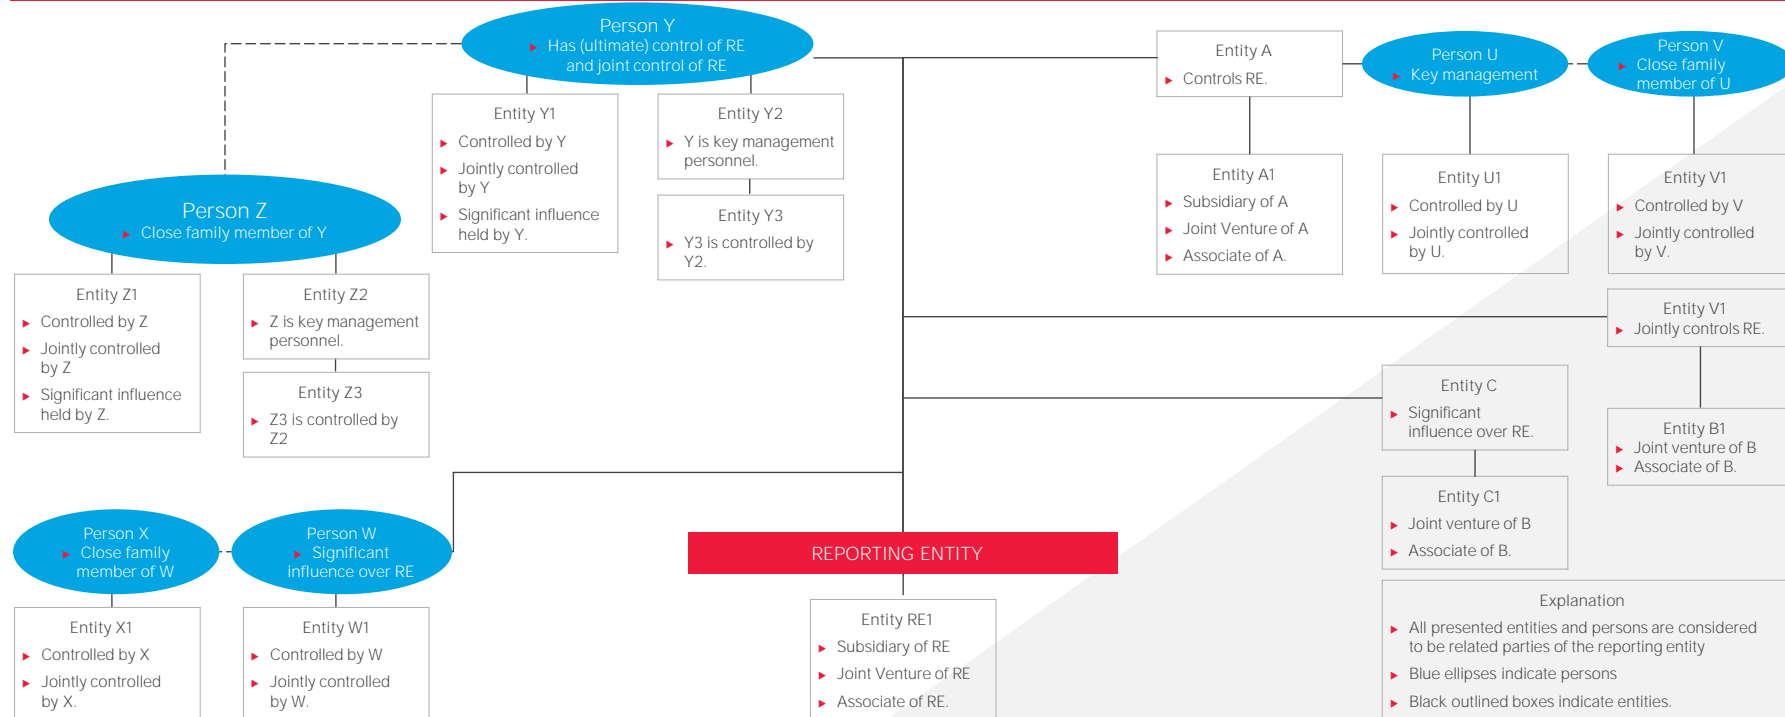 Person Y
Has (ultimate) control of RE
and joint control of RE
Entity Y1
Controlled by Y
Jointly controlled
by Y
Significant influence
held by Y.
Entity Y2
Y is key management
personnel.
Entity Y3
Y3 is controlled by
Y2.
Person Z
Close family member of Y
Entity Z1
Controlled by Z
Jointly controlled
by Z
Significant influence
held by Z.
Entity Z2
Z is key management
personnel.
Entity Z3
Z3 is controlled by
Z2
Entity A
Controls RE.
Person U
Key management
Person V
Close family
member of U
Entity A1
Subsidiary of A
Joint Venture of A
Associate of A.
Entity U1
Controlled by U
Jointly controlled
by U.
Entity V1
Controlled by V
Jointly controlled
by V.
Entity V1
Jointly controls RE.
Entity B1
Joint venture of B
Associate of B.
Entity C
Significant
influence over RE.
Entity C1
Joint venture of B
Associate of B.
Person X
Close family
member of W
Person W
Significant
influence over RE
Entity X1
Controlled by X
Jointly controlled
by X.
Entity W1
Controlled by W
Jointly controlled
by W.
REPORTING ENTITY
Entity RE1
Subsidiary of RE
Joint Venture of RE
Associate of RE.
Explanation
All presented entities and persons are considered
to be related parties of the reporting entity
Blue ellipses indicate persons
Black outlined boxes indicate entities.